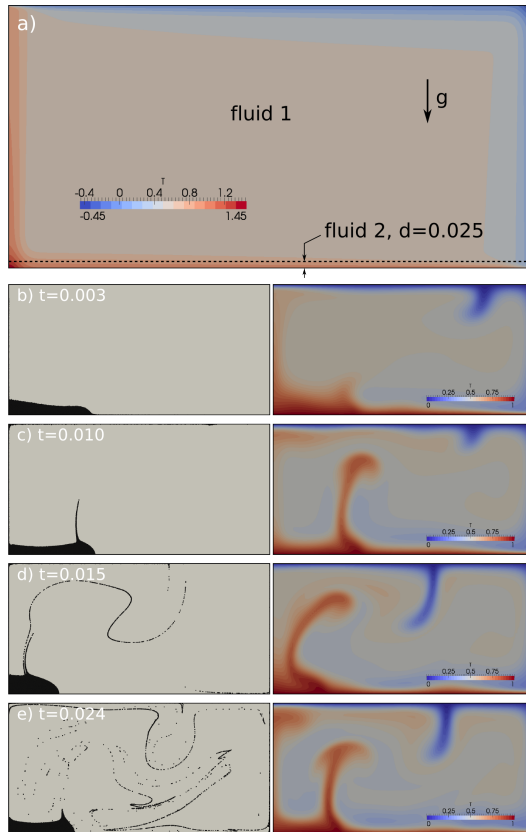 a)
fluid 1
g
T
-0.4 0 0.4 0.8 1.2
-0.45 1.45
fluid 2, d=0.025
b) t=0.003
T
0.25 0.5 0.75
0 1
c) t=0.010
T
0.25 0.5 0.75
0 1
d) t=0.015
T
0.25 0.5 0.75
0 1
e) t=0.024
T
0.25 0.5 0.75
0 1